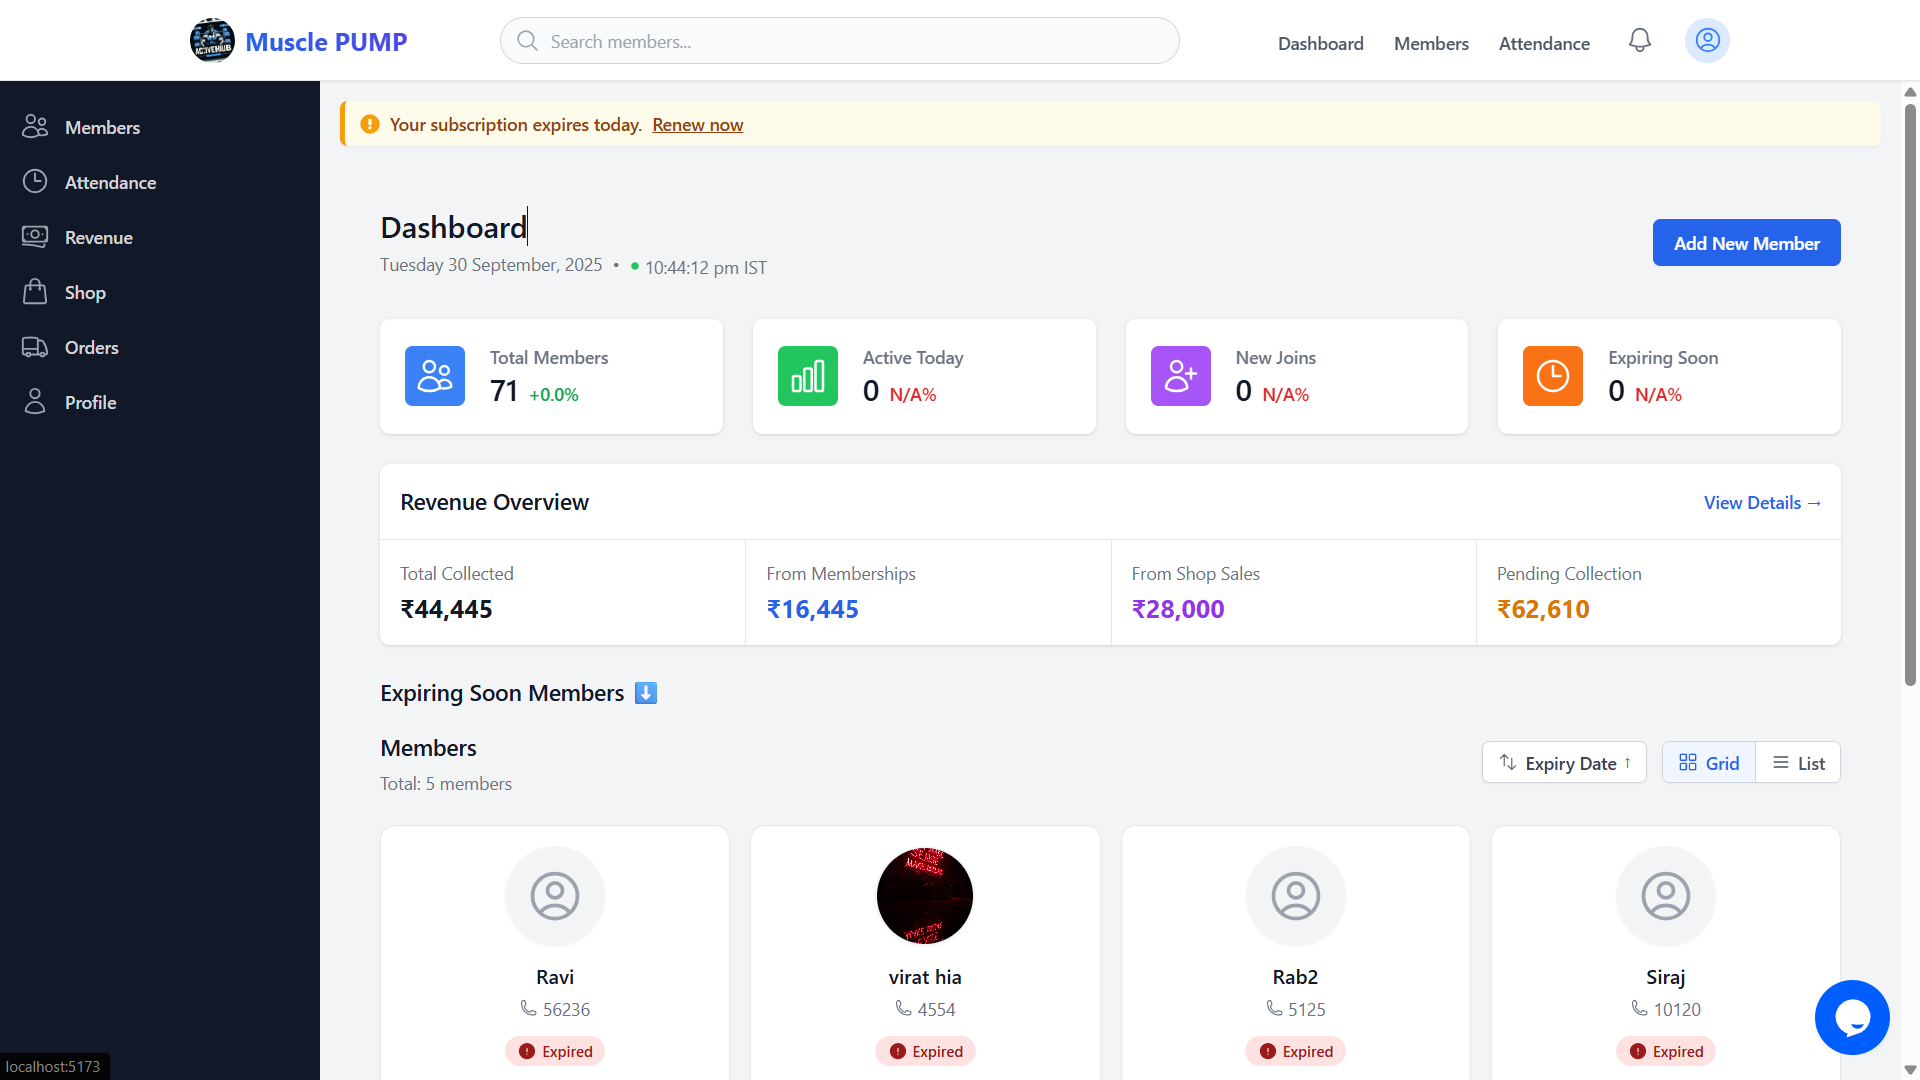 ACTIVEHUB
Muscle PUMP
Search members...
Dashboard
Members
Attendance
Members
Attendance
Revenue
Shop
Orders
Profile
Your subscription expires today. Renew now
Dashboard
Tuesday 30 September, 2025 • 10:44:12 pm IST
Add New Member
Total Members
71 +0.0%
Active Today
0 N/A%
New Joins
0 N/A%
Expiring Soon
0 N/A%
Revenue Overview
View Details →
Total Collected
₹44,445
From Memberships
₹16,445
From Shop Sales
₹28,000
Pending Collection
₹62,610
Expiring Soon Members ⬇️
Members
Total: 5 members
Expiry Date ↑
Grid
List
Ravi
56236
Expired
virat hia
4554
Expired
Rab2
5125
Expired
Siraj
10120
Expired
localhost:5173